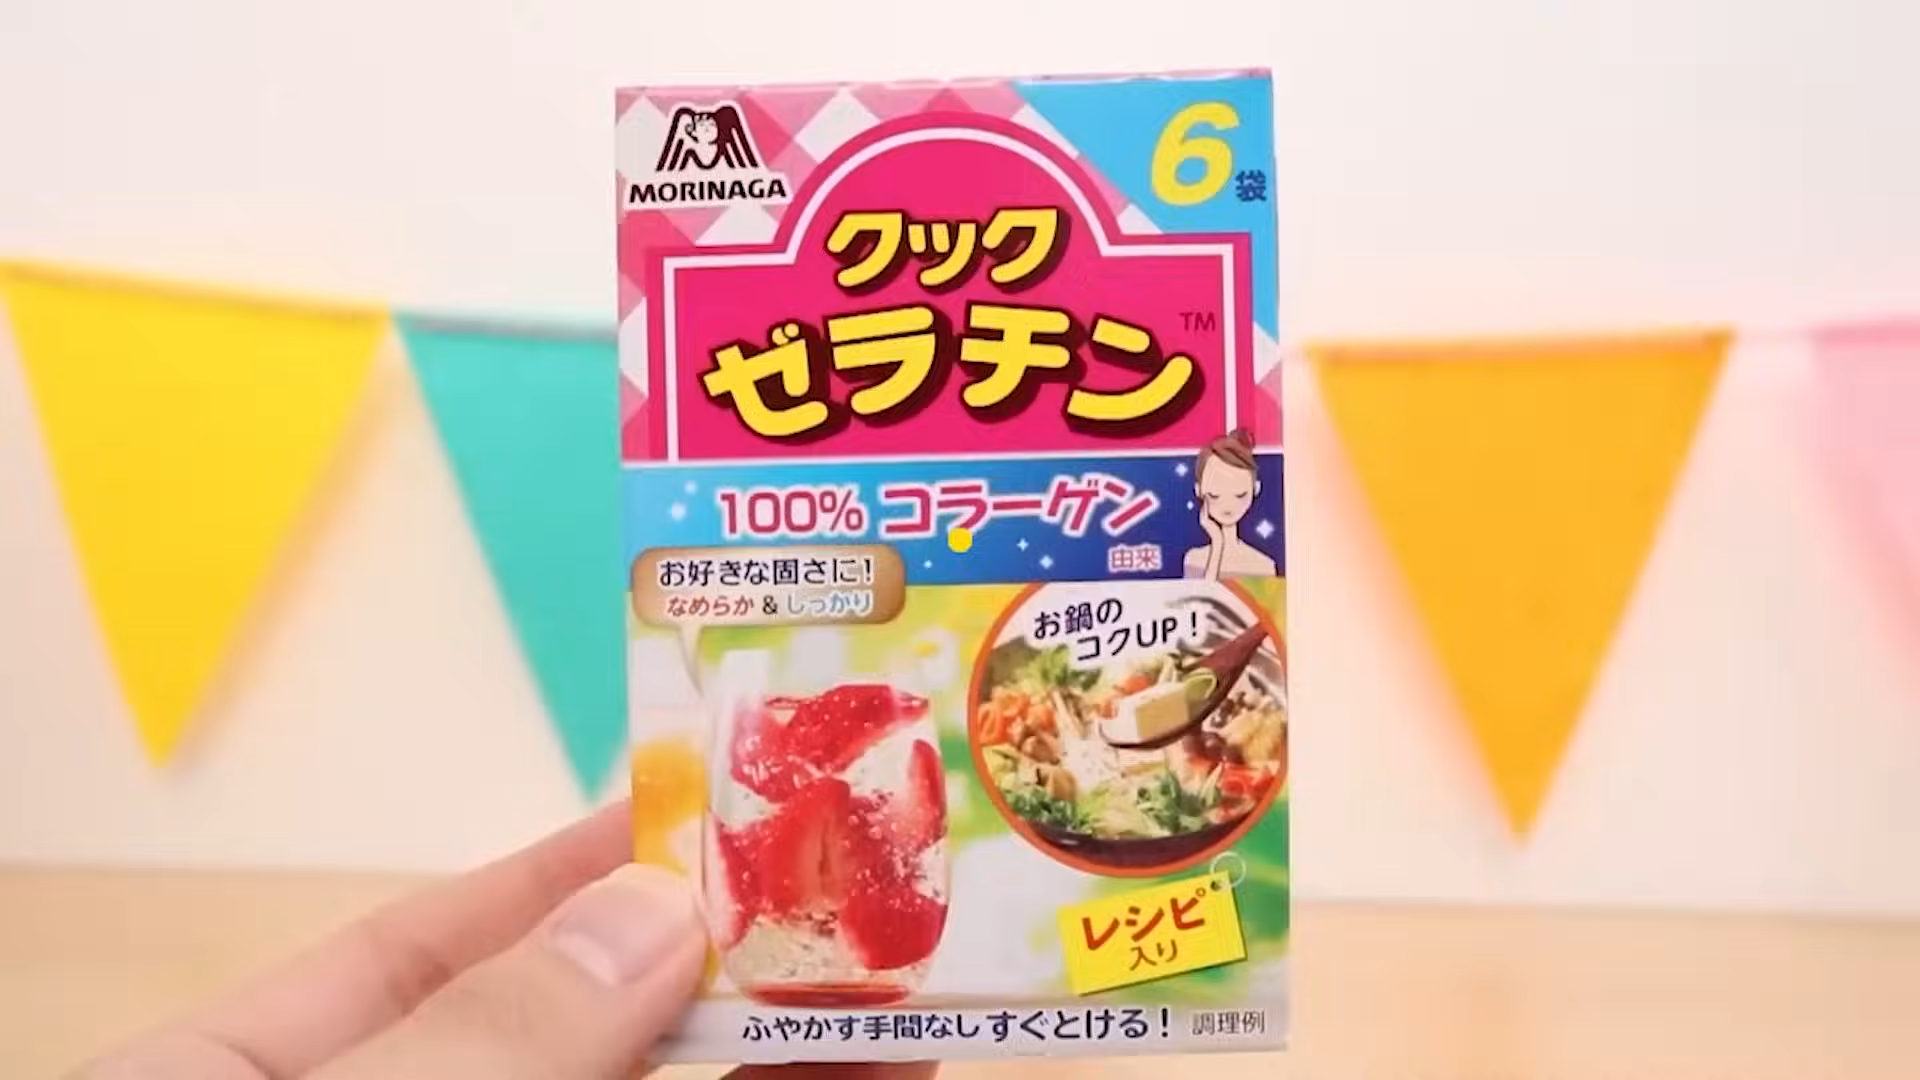 MORINAGA
6袋
クック
ゼラチン™
100% コラーゲン
由来
お好きな固さに!
なめらか & しっかり
お鍋の
コクUP!
レシピ
入り
ふやかす手間なし すぐとける! 調理例